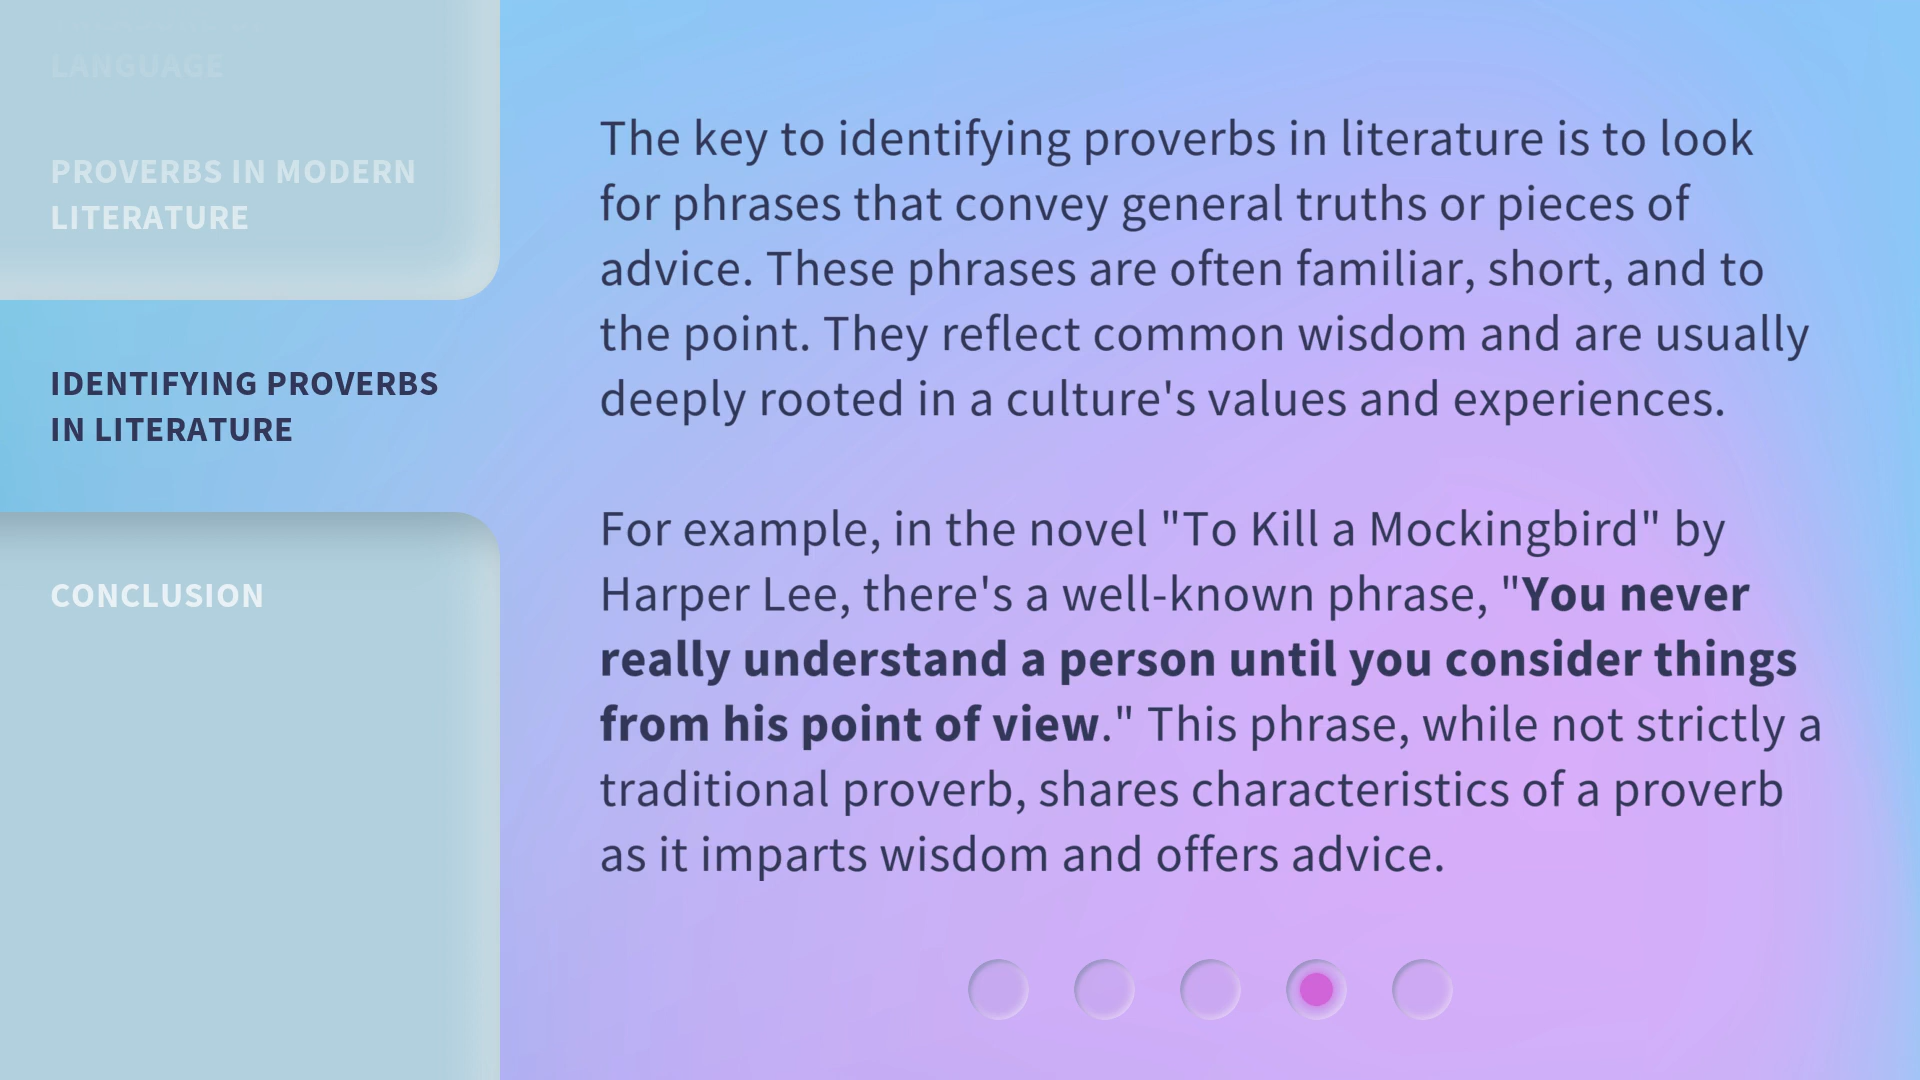 LANGUAGE
PROVERBS IN MODERN
LITERATURE
IDENTIFYING PROVERBS
IN LITERATURE
CONCLUSION
The key to identifying proverbs in literature is to look
for phrases that convey general truths or pieces of
advice. These phrases are often familiar, short, and to
the point. They reflect common wisdom and are usually
deeply rooted in a culture's values and experiences.
For example, in the novel "To Kill a Mockingbird" by
Harper Lee, there's a well-known phrase, "You never
really understand a person until you consider things
from his point of view." This phrase, while not strictly a
traditional proverb, shares characteristics of a proverb
as it imparts wisdom and offers advice.